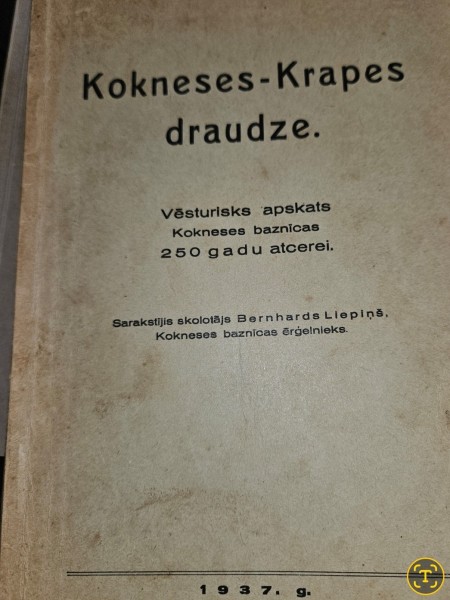 Kokneses-Krapes
draudze.
Vēsturisks apskats
Kokneses baznīcas
250 gadu atcerei.
Sarakstījis skolotājs Bernhards Liepiņš,
Kokneses baznīcas ērģelnieks.
1937. g.